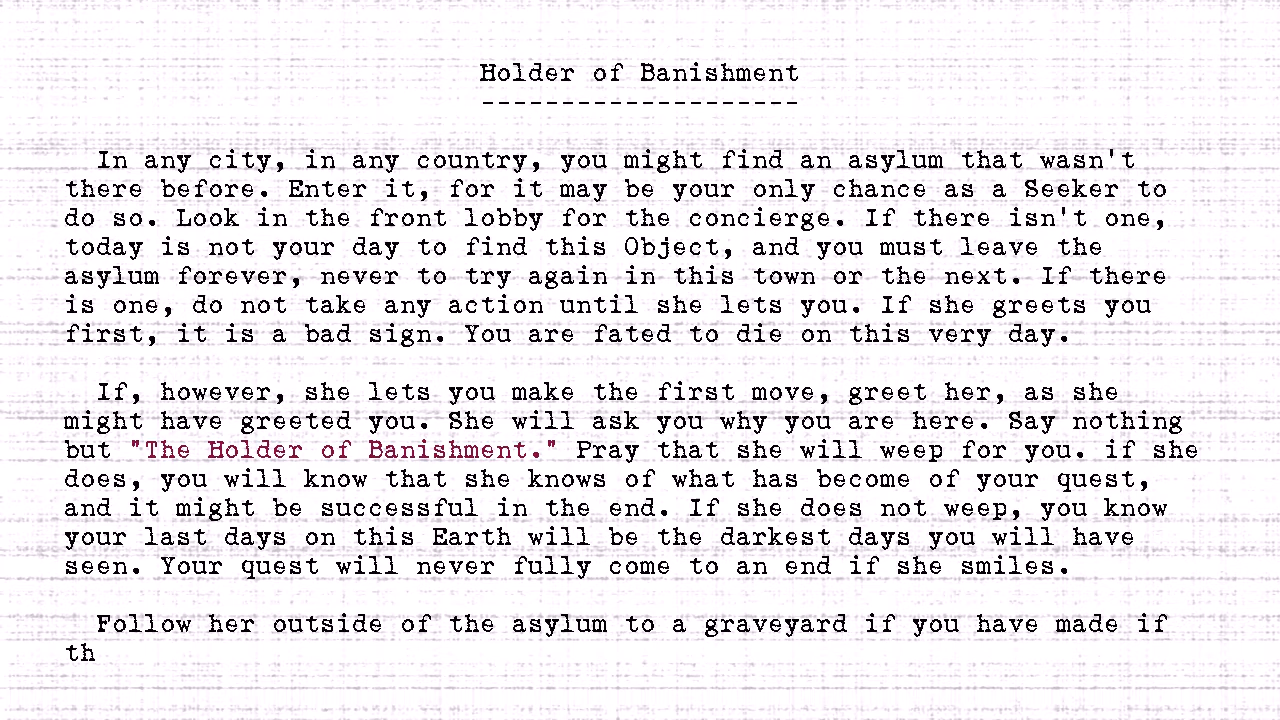 Holder of Banishment
--------------------
In any city, in any country, you might find an asylum that wasn't
there before. Enter it, for it may be your only chance as a Seeker to
do so. Look in the front lobby for the concierge. If there isn't one,
today is not your day to find this Object, and you must leave the
asylum forever, never to try again in this town or the next. If there
is one, do not take any action until she lets you. If she greets you
first, it is a bad sign. You are fated to die on this very day.
If, however, she lets you make the first move, greet her, as she
might have greeted you. She will ask you why you are here. Say nothing
but "The Holder of Banishment." Pray that she will weep for you. if she
does, you will know that she knows of what has become of your quest,
and it might be successful in the end. If she does not weep, you know
your last days on this Earth will be the darkest days you will have
seen. Your quest will never fully come to an end if she smiles.
Follow her outside of the asylum to a graveyard if you have made if
th